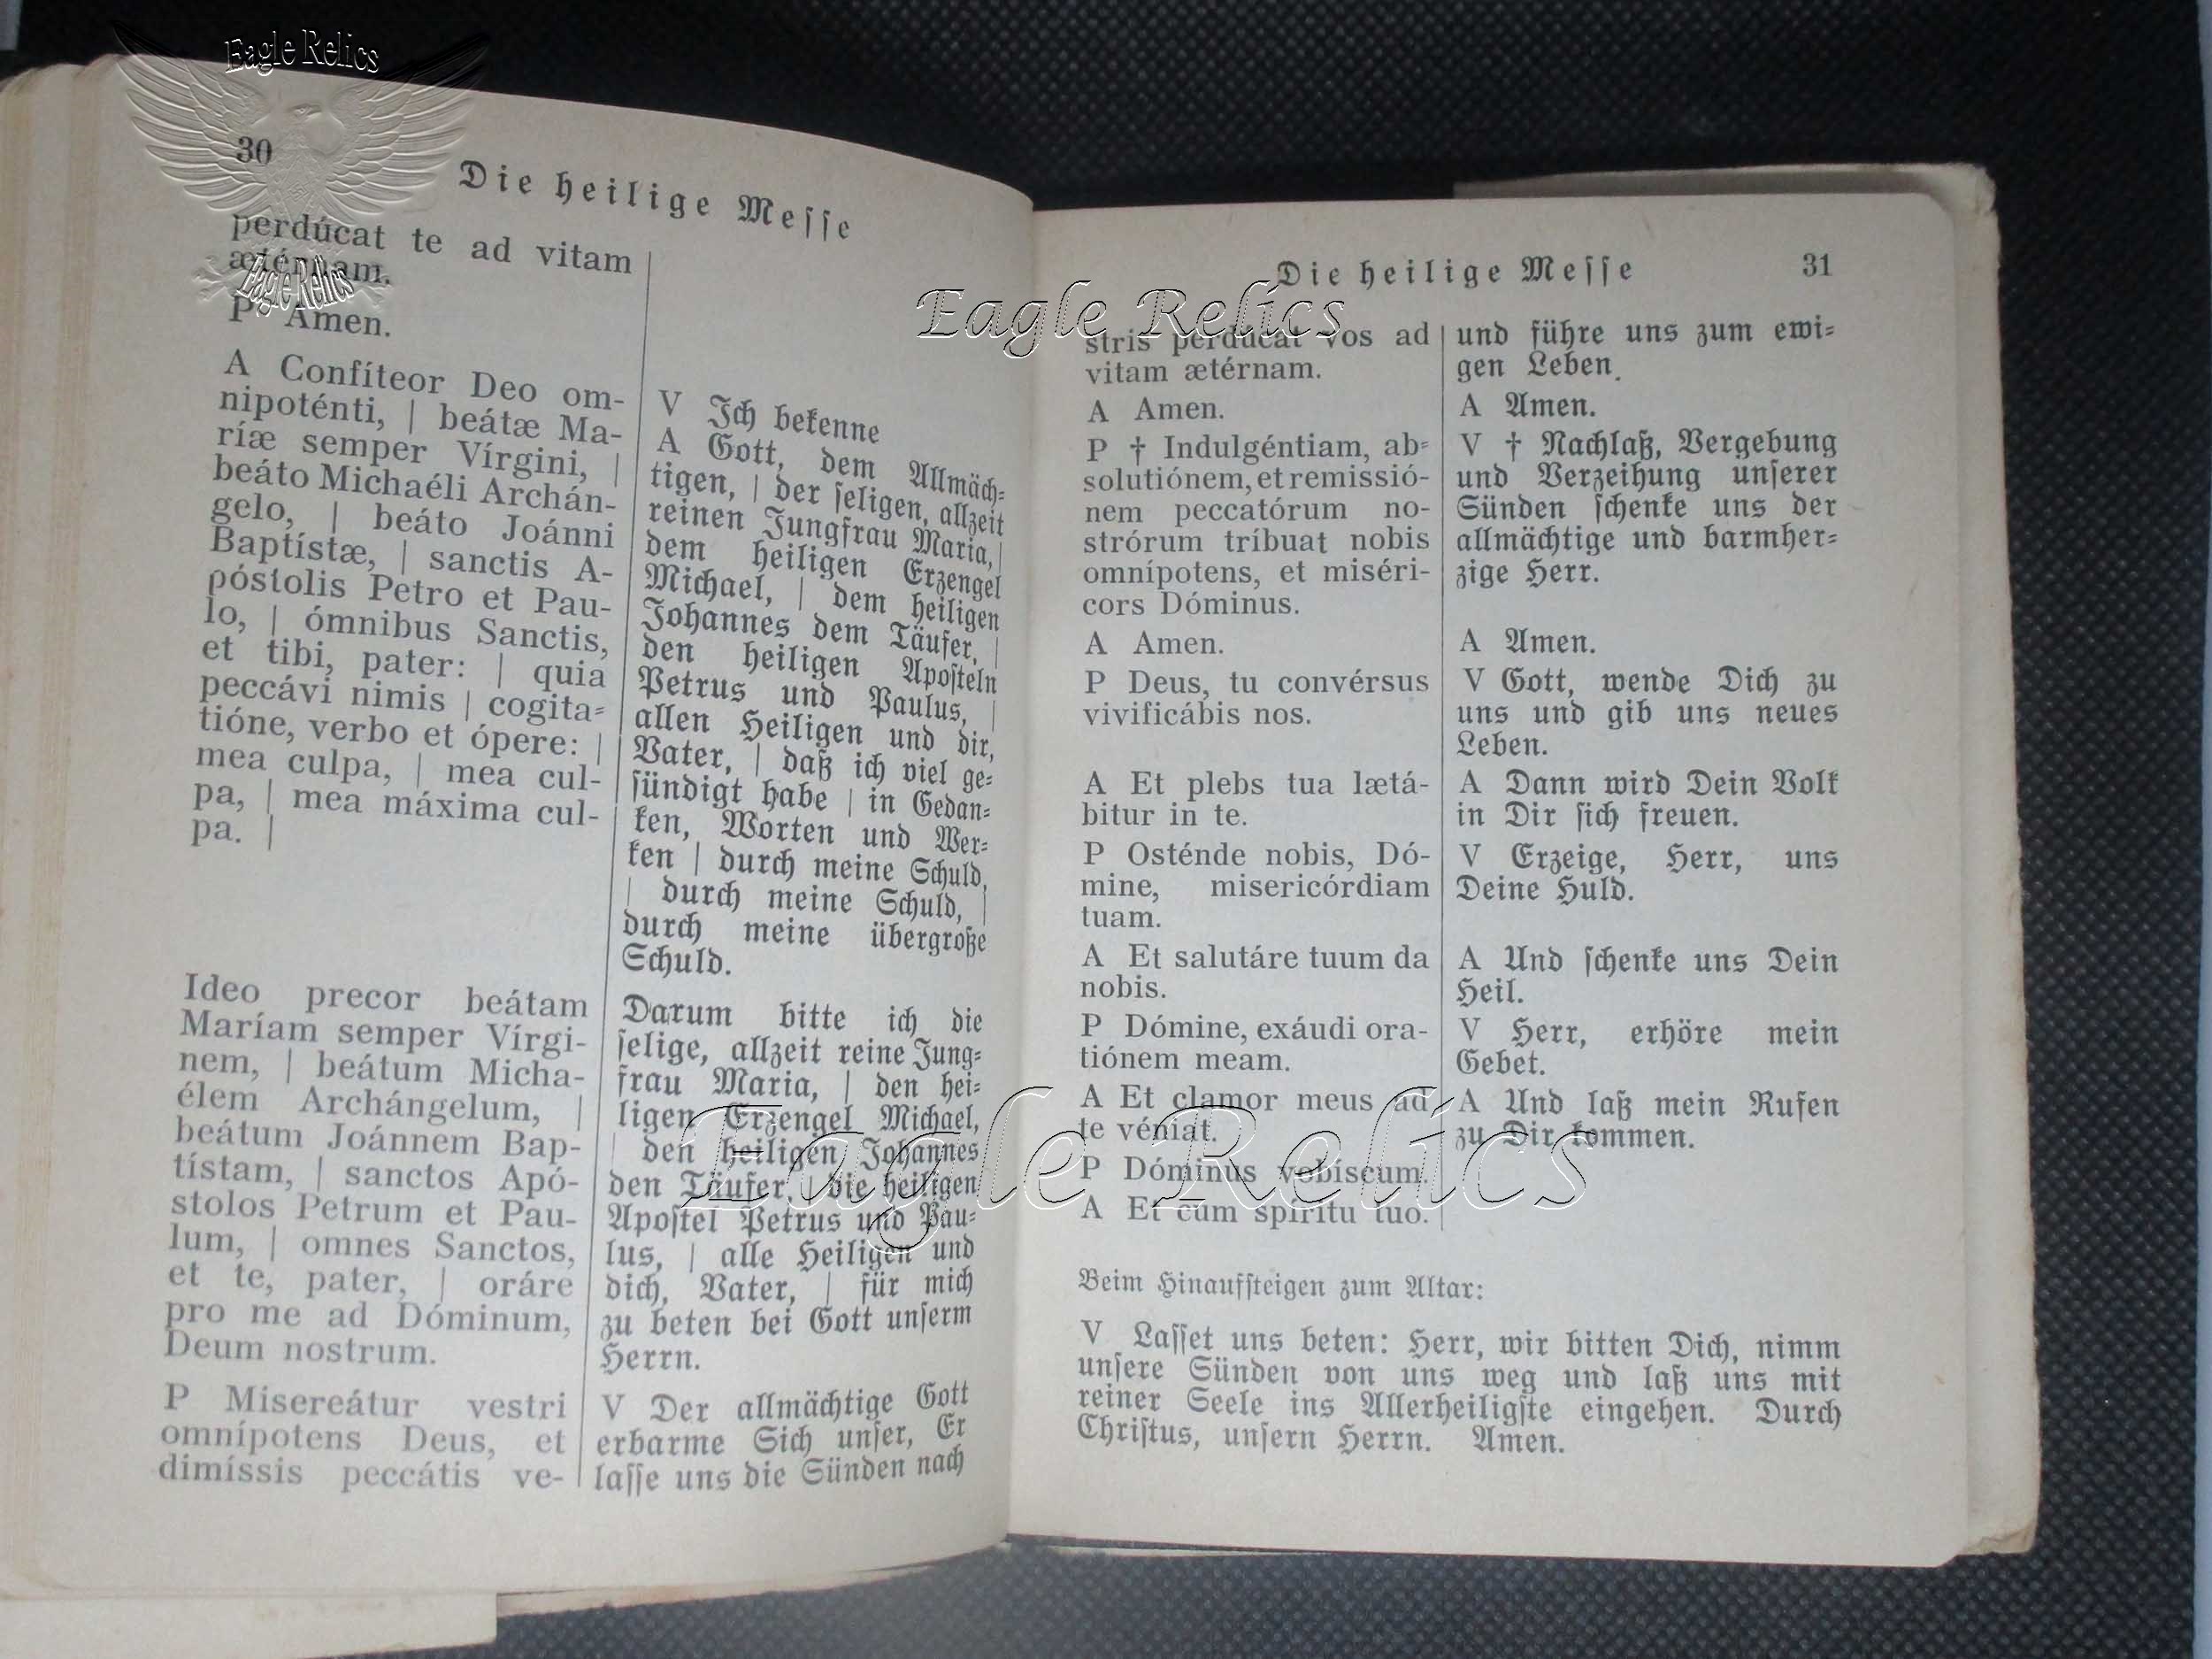 Eagle Relics
30
Die heilige Meſſe
perdúcat te ad vitam
ætérnam.
Eagle Relics
P Amen.
A Confíteor Deo om-
nipoténti, | beátæ Ma-
ríæ semper Vírgini, |
beáto Michaéli Archán-
gelo, | beáto Joánni
Baptístæ, | sanctis A-
póstolis Petro et Pau-
lo, | ómnibus Sanctis,
et tibi, pater: | quia
peccávi nimis | cogita-
tióne, verbo et ópere: |
mea culpa, | mea cul-
pa, | mea máxima cul-
pa. |
Ideo precor beátam
Maríam semper Vírgi-
nem, | beátum Micha-
élem Archángelum, |
beátum Joánnem Bap-
tístam, | sanctos Apó-
stolos Petrum et Pau-
lum, | omnes Sanctos,
et te, pater, | oráre
pro me ad Dóminum,
Deum nostrum.
P Misereátur vestri
omnípotens Deus, et
dimíssis peccátis ve-
V Ich bekenne
A Gott, dem Allmäch-
tigen, | der ſeligen, allzeit
reinen Jungfrau Maria, |
dem heiligen Erzengel
Michael, | dem heiligen
Johannes dem Täufer, |
den heiligen Apoſteln
Petrus und Paulus, |
allen Heiligen und dir,
Vater, | daß ich viel ge-
ſündigt habe | in Gedan-
ken, Worten und Wer-
ken | durch meine Schuld,
| durch meine Schuld, |
durch meine übergroße
Schuld.
Darum bitte ich die
ſelige, allzeit reine Jung-
frau Maria, | den hei-
ligen Erzengel Michael,
| den heiligen Johannes
den Täufer, | die heiligen
Apoſtel Petrus und Pau-
lus, | alle Heiligen und
dich, Vater, | für mich
zu beten bei Gott unſerm
Herrn.
V Der allmächtige Gott
erbarme Sich unſer, Er
laſſe uns die Sünden nach
Die heilige Meſſe
31
Eagle Relics
stris perdúcat vos ad
vitam ætérnam.
A Amen.
P † Indulgéntiam, ab-
solutiónem, et remissió-
nem peccatórum no-
strórum tríbuat nobis
omnípotens, et miséri-
cors Dóminus.
A Amen.
P Deus, tu convérsus
vivificábis nos.
A Et plebs tua lætá-
bitur in te.
P Osténde nobis, Dó-
mine, misericórdiam
tuam.
A Et salutáre tuum da
nobis.
P Dómine, exáudi ora-
tiónem meam.
A Et clamor meus ad
te véniat.
P Dóminus vobíscum.
A Et cum spíritu tuo.
und führe uns zum ewi-
gen Leben.
A Amen.
V † Nachlaß, Vergebung
und Verzeihung unſerer
Sünden ſchenke uns der
allmächtige und barmher-
zige Herr.
A Amen.
V Gott, wende Dich zu
uns und gib uns neues
Leben.
A Dann wird Dein Volk
in Dir ſich freuen.
V Erzeige, Herr, uns
Deine Huld.
A Und ſchenke uns Dein
Heil.
V Herr, erhöre mein
Gebet.
A Und laß mein Rufen
zu Dir kommen.
Eagle Relics
Beim Hinaufſteigen zum Altar:
V Laſſet uns beten: Herr, wir bitten Dich, nimm
unſere Sünden von uns weg und laß uns mit
reiner Seele ins Allerheiligſte eingehen. Durch
Chriſtus, unſern Herrn. Amen.